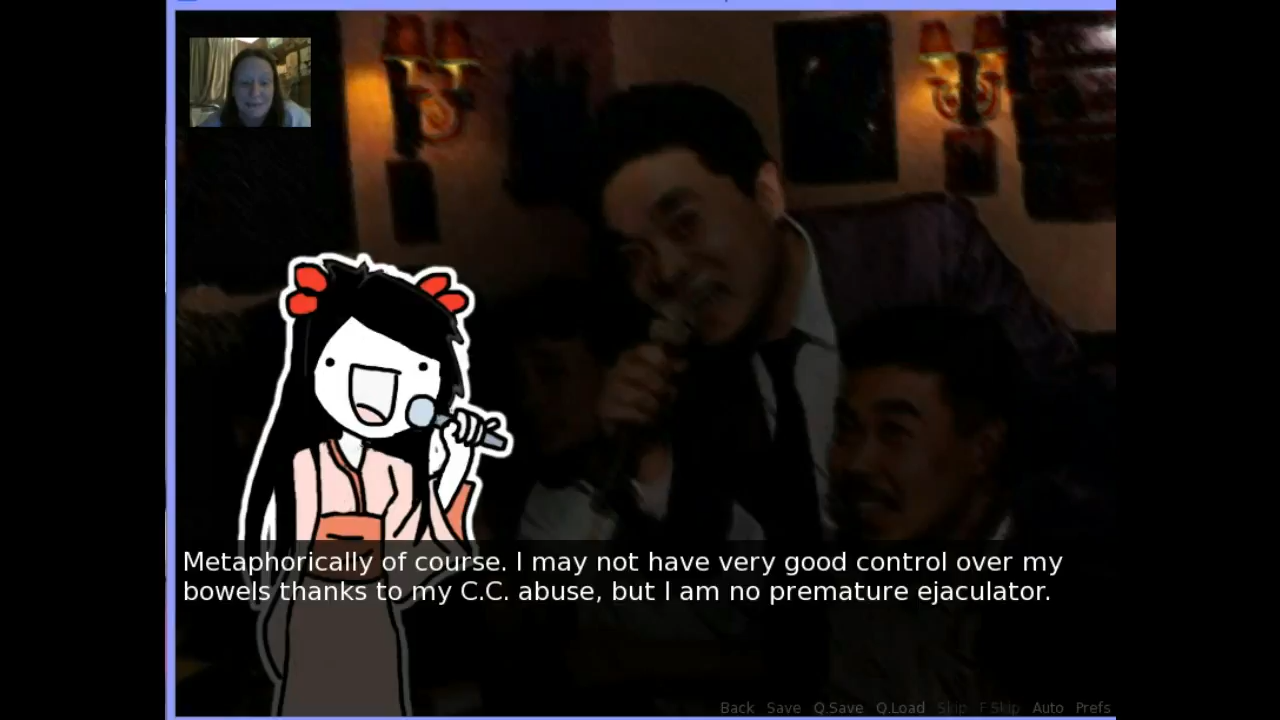 Metaphorically of course. I may not have very good control over my
bowels thanks to my C.C. abuse, but I am no premature ejaculator.
Back Save Q.Save Q.Load Skip F.Skip Auto Prefs